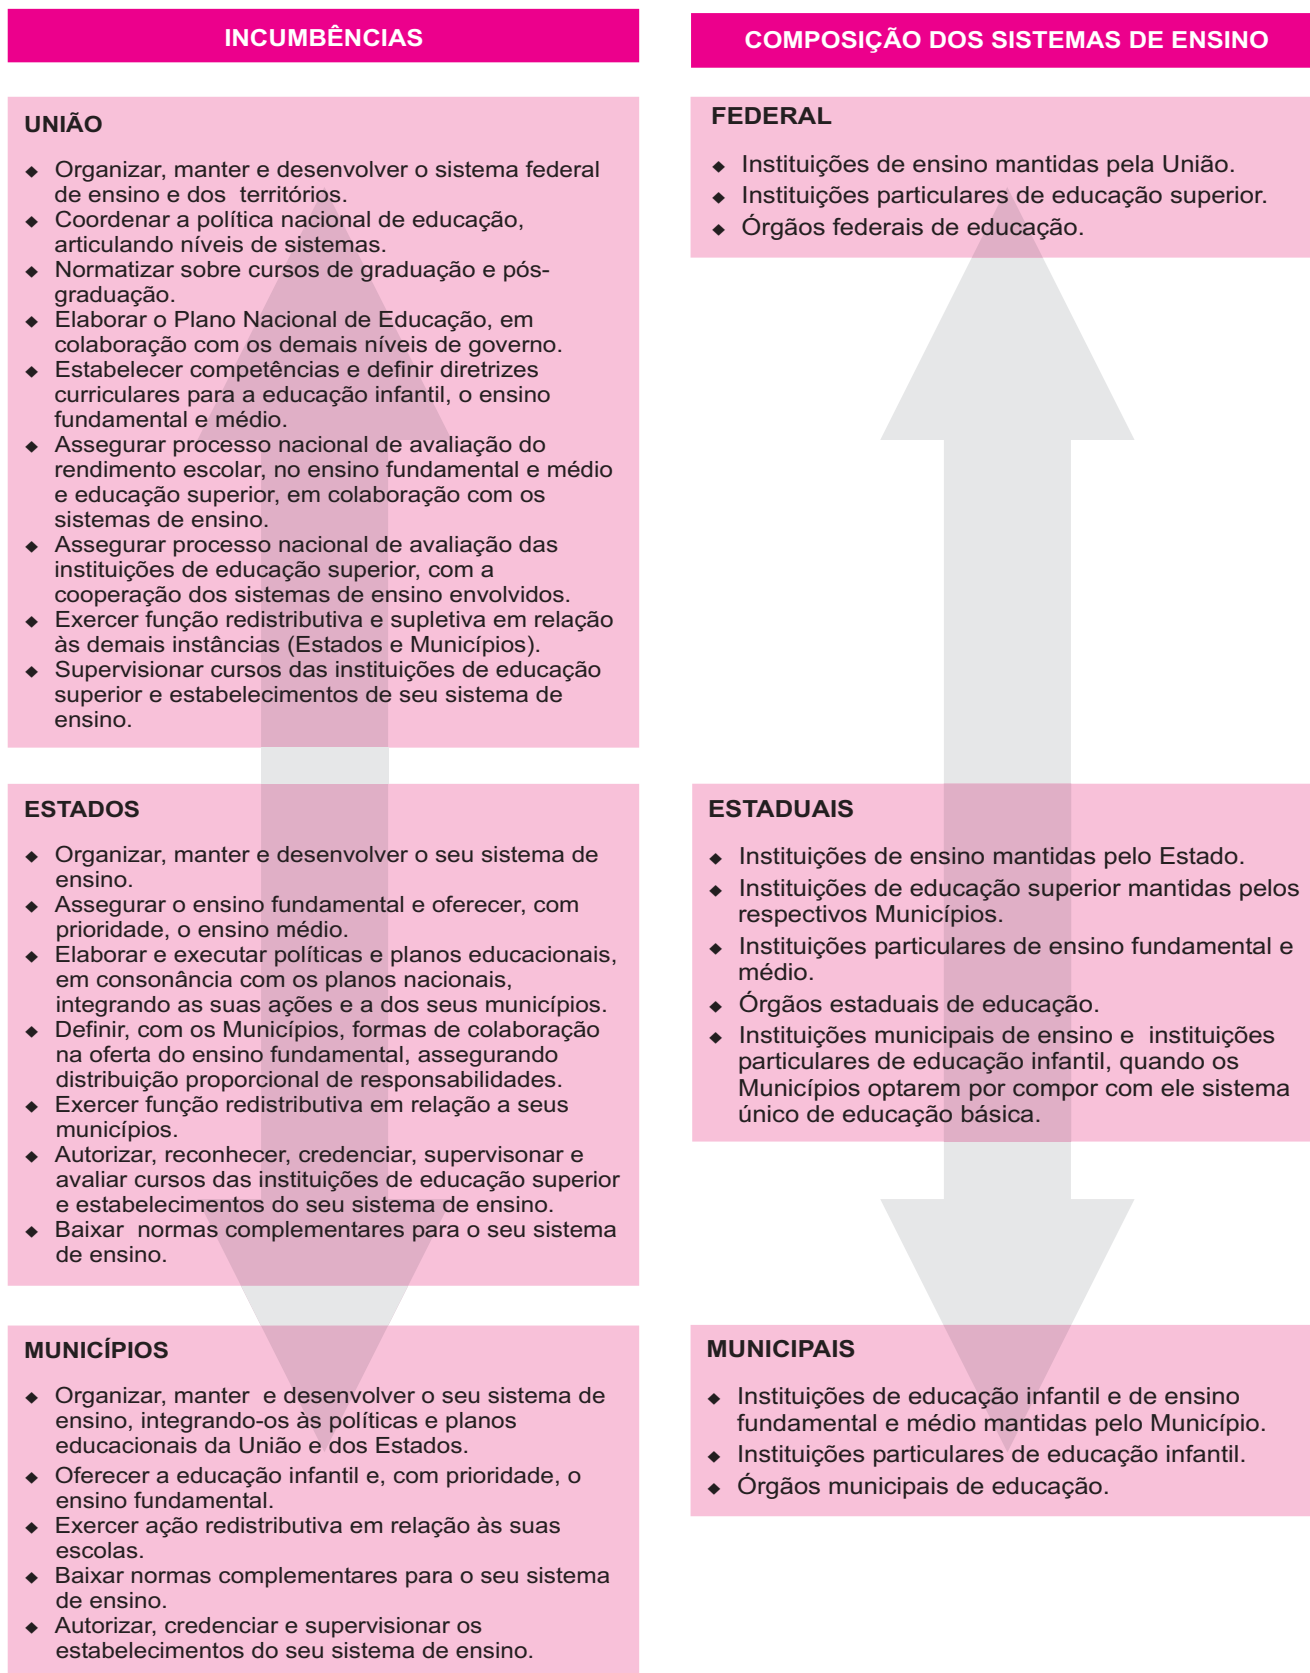 INCUMBÊNCIAS
UNIÃO
◆ Organizar, manter e desenvolver o sistema federal
de ensino e dos territórios.
◆ Coordenar a política nacional de educação,
articulando níveis de sistemas.
◆ Normatizar sobre cursos de graduação e pós-
graduação.
◆ Elaborar o Plano Nacional de Educação, em
colaboração com os demais níveis de governo.
◆ Estabelecer competências e definir diretrizes
curriculares para a educação infantil, o ensino
fundamental e médio.
◆ Assegurar processo nacional de avaliação do
rendimento escolar, no ensino fundamental e médio
e educação superior, em colaboração com os
sistemas de ensino.
◆ Assegurar processo nacional de avaliação das
instituições de educação superior, com a
cooperação dos sistemas de ensino envolvidos.
◆ Exercer função redistributiva e supletiva em relação
às demais instâncias (Estados e Municípios).
◆ Supervisionar cursos das instituições de educação
superior e estabelecimentos de seu sistema de
ensino.
ESTADOS
◆ Organizar, manter e desenvolver o seu sistema de
ensino.
◆ Assegurar o ensino fundamental e oferecer, com
prioridade, o ensino médio.
◆ Elaborar e executar políticas e planos educacionais,
em consonância com os planos nacionais,
integrando as suas ações e a dos seus municípios.
◆ Definir, com os Municípios, formas de colaboração
na oferta do ensino fundamental, assegurando
distribuição proporcional de responsabilidades.
◆ Exercer função redistributiva em relação a seus
municípios.
◆ Autorizar, reconhecer, credenciar, supervisonar e
avaliar cursos das instituições de educação superior
e estabelecimentos do seu sistema de ensino.
◆ Baixar normas complementares para o seu sistema
de ensino.
MUNICÍPIOS
◆ Organizar, manter e desenvolver o seu sistema de
ensino, integrando-os às políticas e planos
educacionais da União e dos Estados.
◆ Oferecer a educação infantil e, com prioridade, o
ensino fundamental.
◆ Exercer ação redistributiva em relação às suas
escolas.
◆ Baixar normas complementares para o seu sistema
de ensino.
◆ Autorizar, credenciar e supervisionar os
estabelecimentos do seu sistema de ensino.
COMPOSIÇÃO DOS SISTEMAS DE ENSINO
FEDERAL
◆ Instituições de ensino mantidas pela União.
◆ Instituições particulares de educação superior.
◆ Órgãos federais de educação.
ESTADUAIS
◆ Instituições de ensino mantidas pelo Estado.
◆ Instituições de educação superior mantidas pelos
respectivos Municípios.
◆ Instituições particulares de ensino fundamental e
médio.
◆ Órgãos estaduais de educação.
◆ Instituições municipais de ensino e instituições
particulares de educação infantil, quando os
Municípios optarem por compor com ele sistema
único de educação básica.
MUNICIPAIS
◆ Instituições de educação infantil e de ensino
fundamental e médio mantidas pelo Município.
◆ Instituições particulares de educação infantil.
◆ Órgãos municipais de educação.